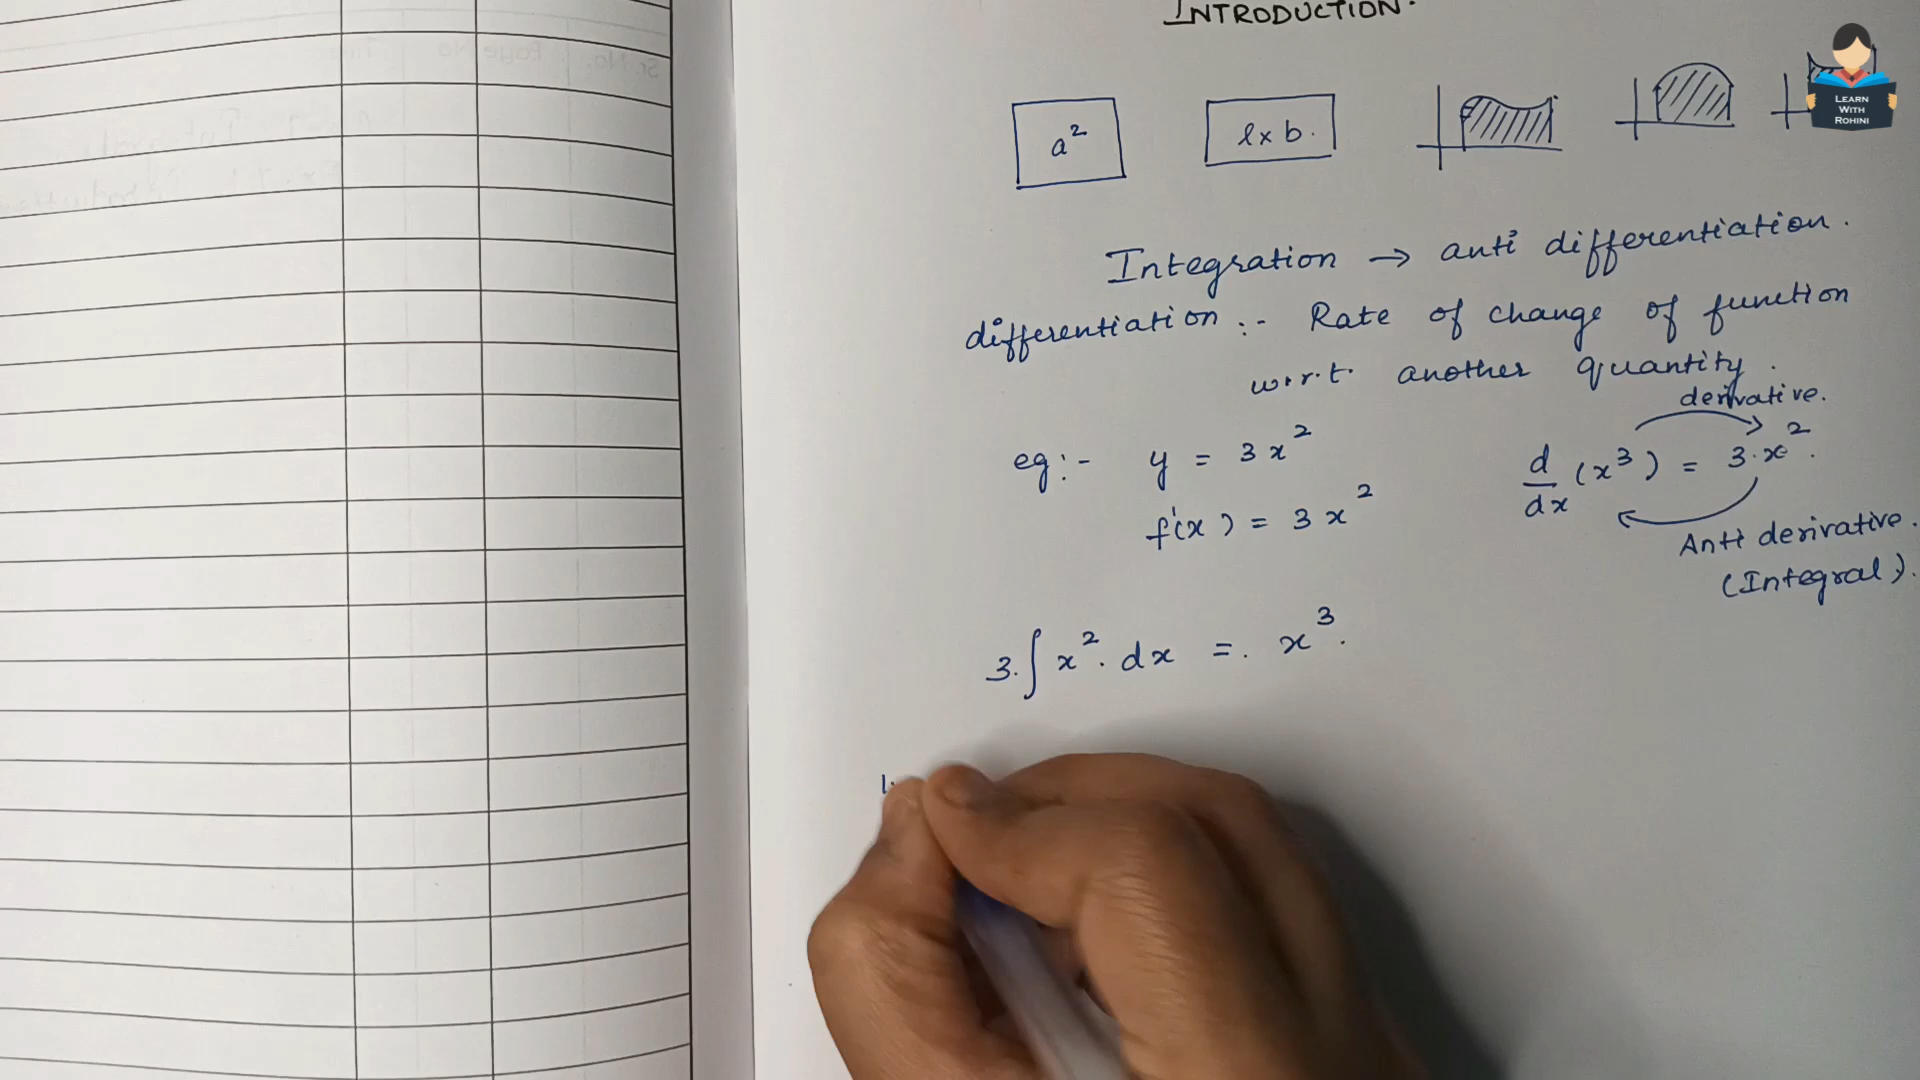 INTRODUCTION.
a²
l x b.
LEARN
WITH
ROHINI
Integration → anti differentiation.
differentiation :- Rate of change of function
w.r.t. another quantity.
derivative.
eg:- y = 3x²
d/dx (x³) = 3·x².
f'(x) = 3x²
Anti derivative.
(Integral).
3.∫x². dx =. x³.